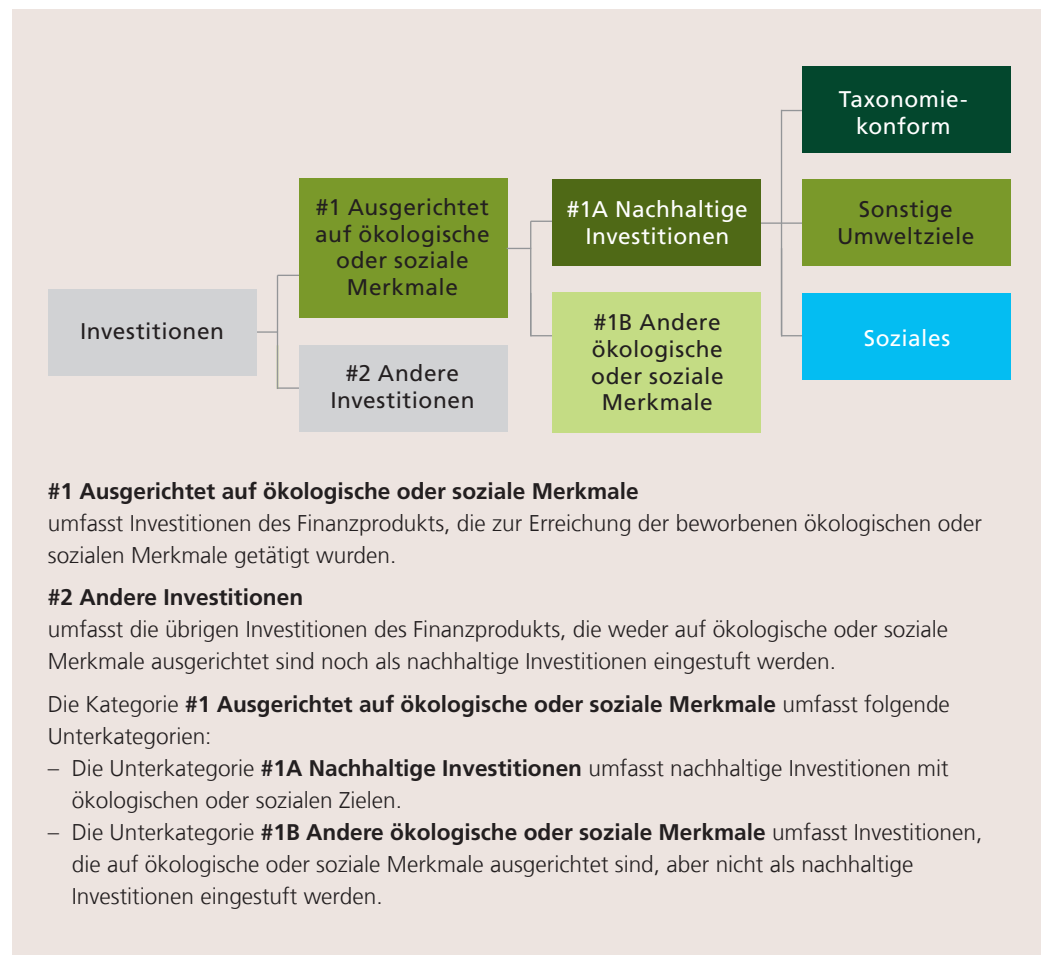 Investitionen
#1 Ausgerichtet
auf ökologische
oder soziale
Merkmale
#2 Andere
Investitionen
#1A Nachhaltige
Investitionen
#1B Andere
ökologische
oder soziale
Merkmale
Taxonomie-
konform
Sonstige
Umweltziele
Soziales
#1 Ausgerichtet auf ökologische oder soziale Merkmale
umfasst Investitionen des Finanzprodukts, die zur Erreichung der beworbenen ökologischen oder
sozialen Merkmale getätigt wurden.
#2 Andere Investitionen
umfasst die übrigen Investitionen des Finanzprodukts, die weder auf ökologische oder soziale
Merkmale ausgerichtet sind noch als nachhaltige Investitionen eingestuft werden.
Die Kategorie #1 Ausgerichtet auf ökologische oder soziale Merkmale umfasst folgende
Unterkategorien:
– Die Unterkategorie #1A Nachhaltige Investitionen umfasst nachhaltige Investitionen mit
ökologischen oder sozialen Zielen.
– Die Unterkategorie #1B Andere ökologische oder soziale Merkmale umfasst Investitionen,
die auf ökologische oder soziale Merkmale ausgerichtet sind, aber nicht als nachhaltige
Investitionen eingestuft werden.